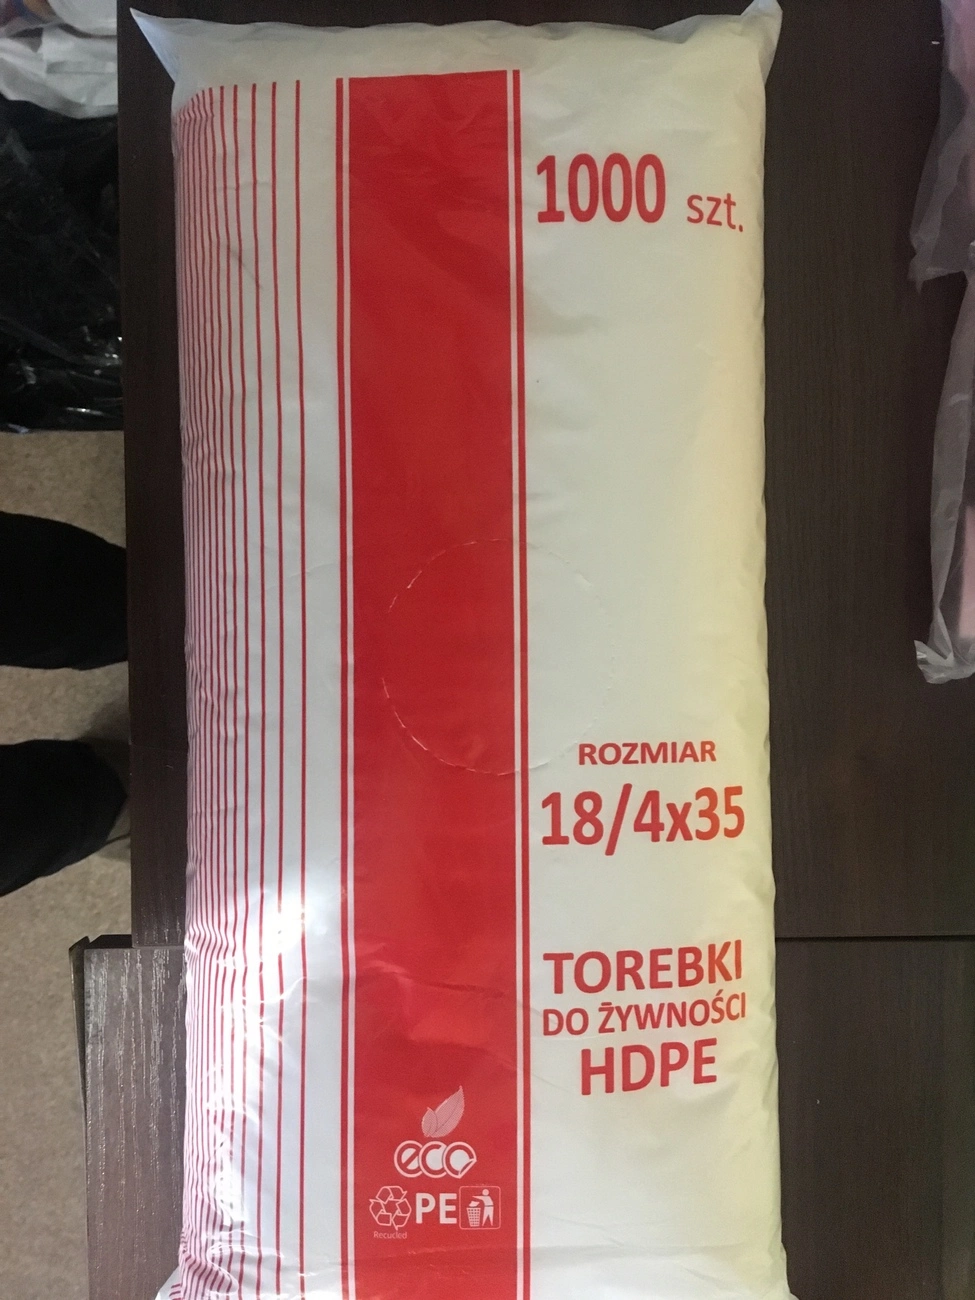 1000 szt.
ROZMIAR
18/4x35
TOREBKI
DO ŻYWNOŚCI
HDPE
eco
PE
Recycled